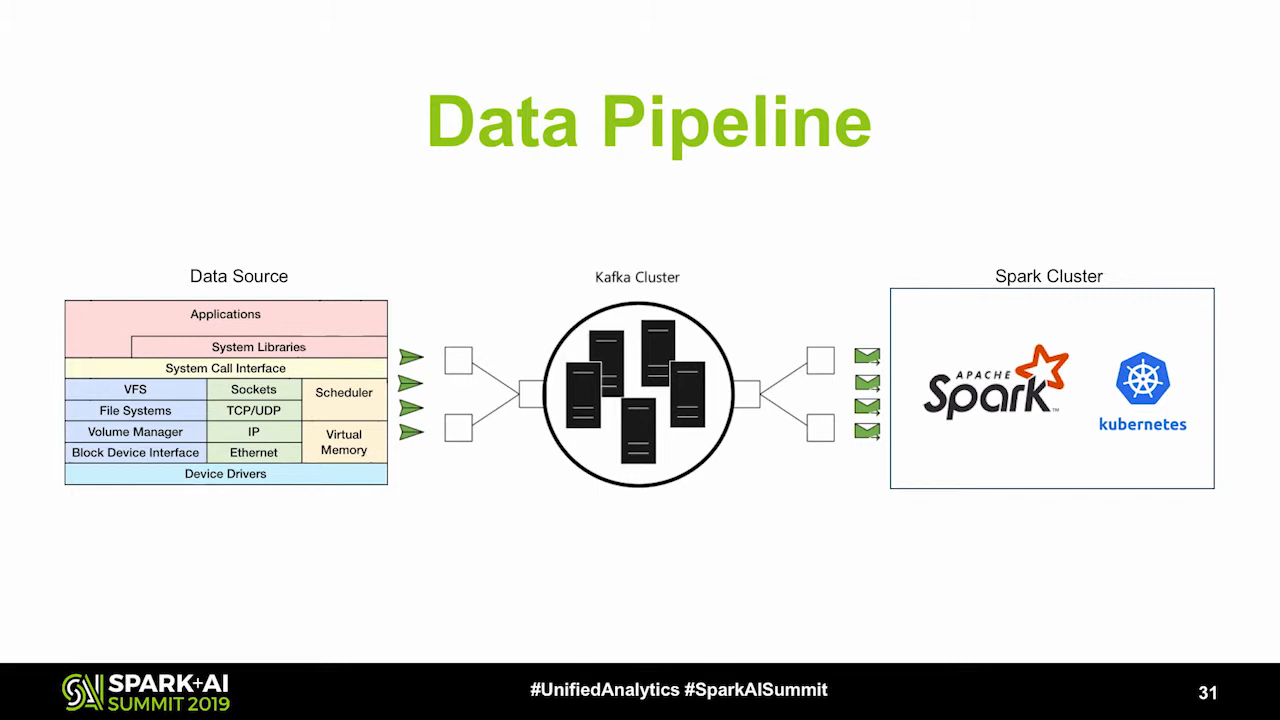 Data Pipeline
Data Source
Kafka Cluster
Spark Cluster
Applications
System Libraries
System Call Interface
VFS
Sockets
Scheduler
File Systems
TCP/UDP
Volume Manager
IP
Virtual
Memory
Block Device Interface
Ethernet
Device Drivers
APACHE
Spark™
kubernetes
SPARK+AI
SUMMIT 2019
#UnifiedAnalytics #SparkAISummit
31